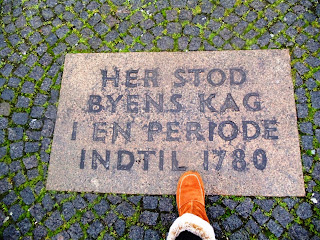 HER STOD
BYENS KAG
I EN PERIODE
INDTIL 1780